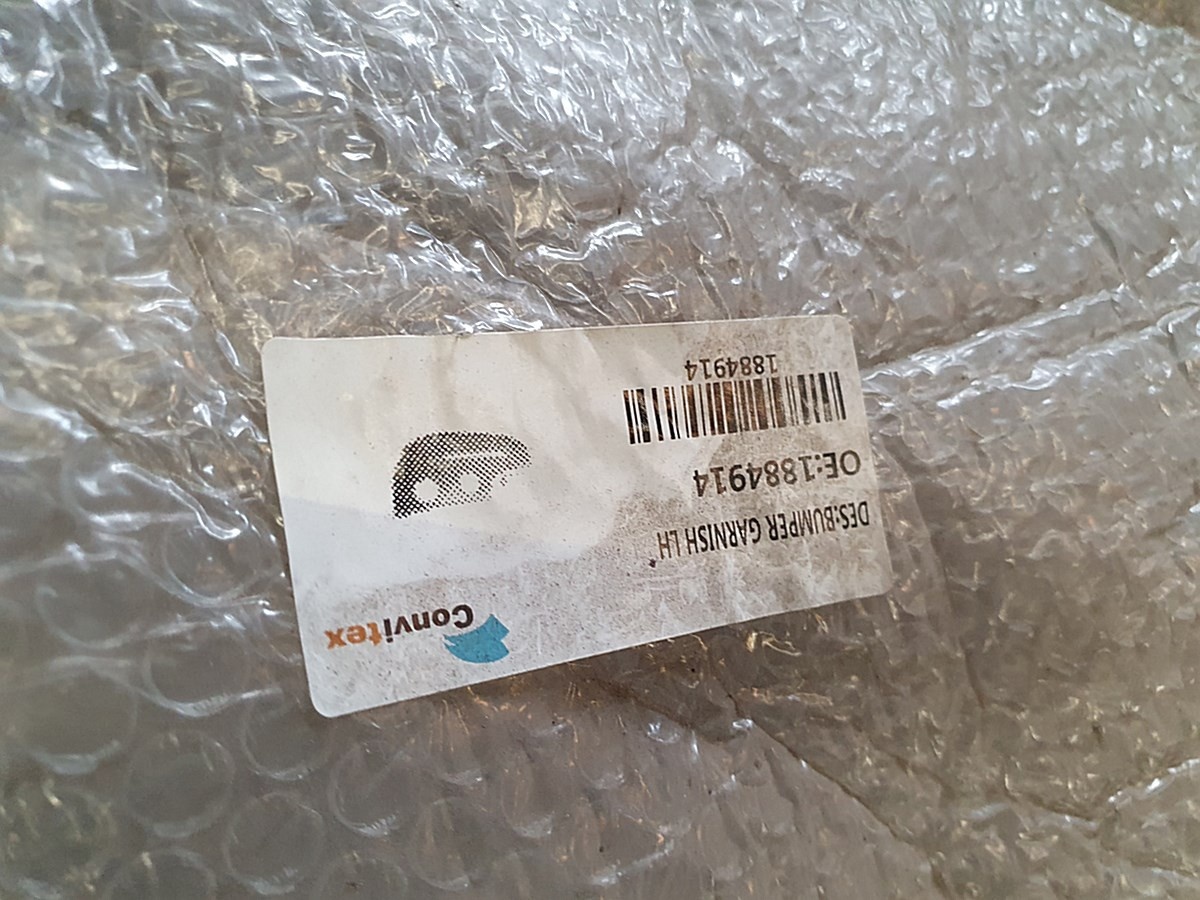 Convitex
DES:BUMPER GARNISH LH
OE:1884914
1884914